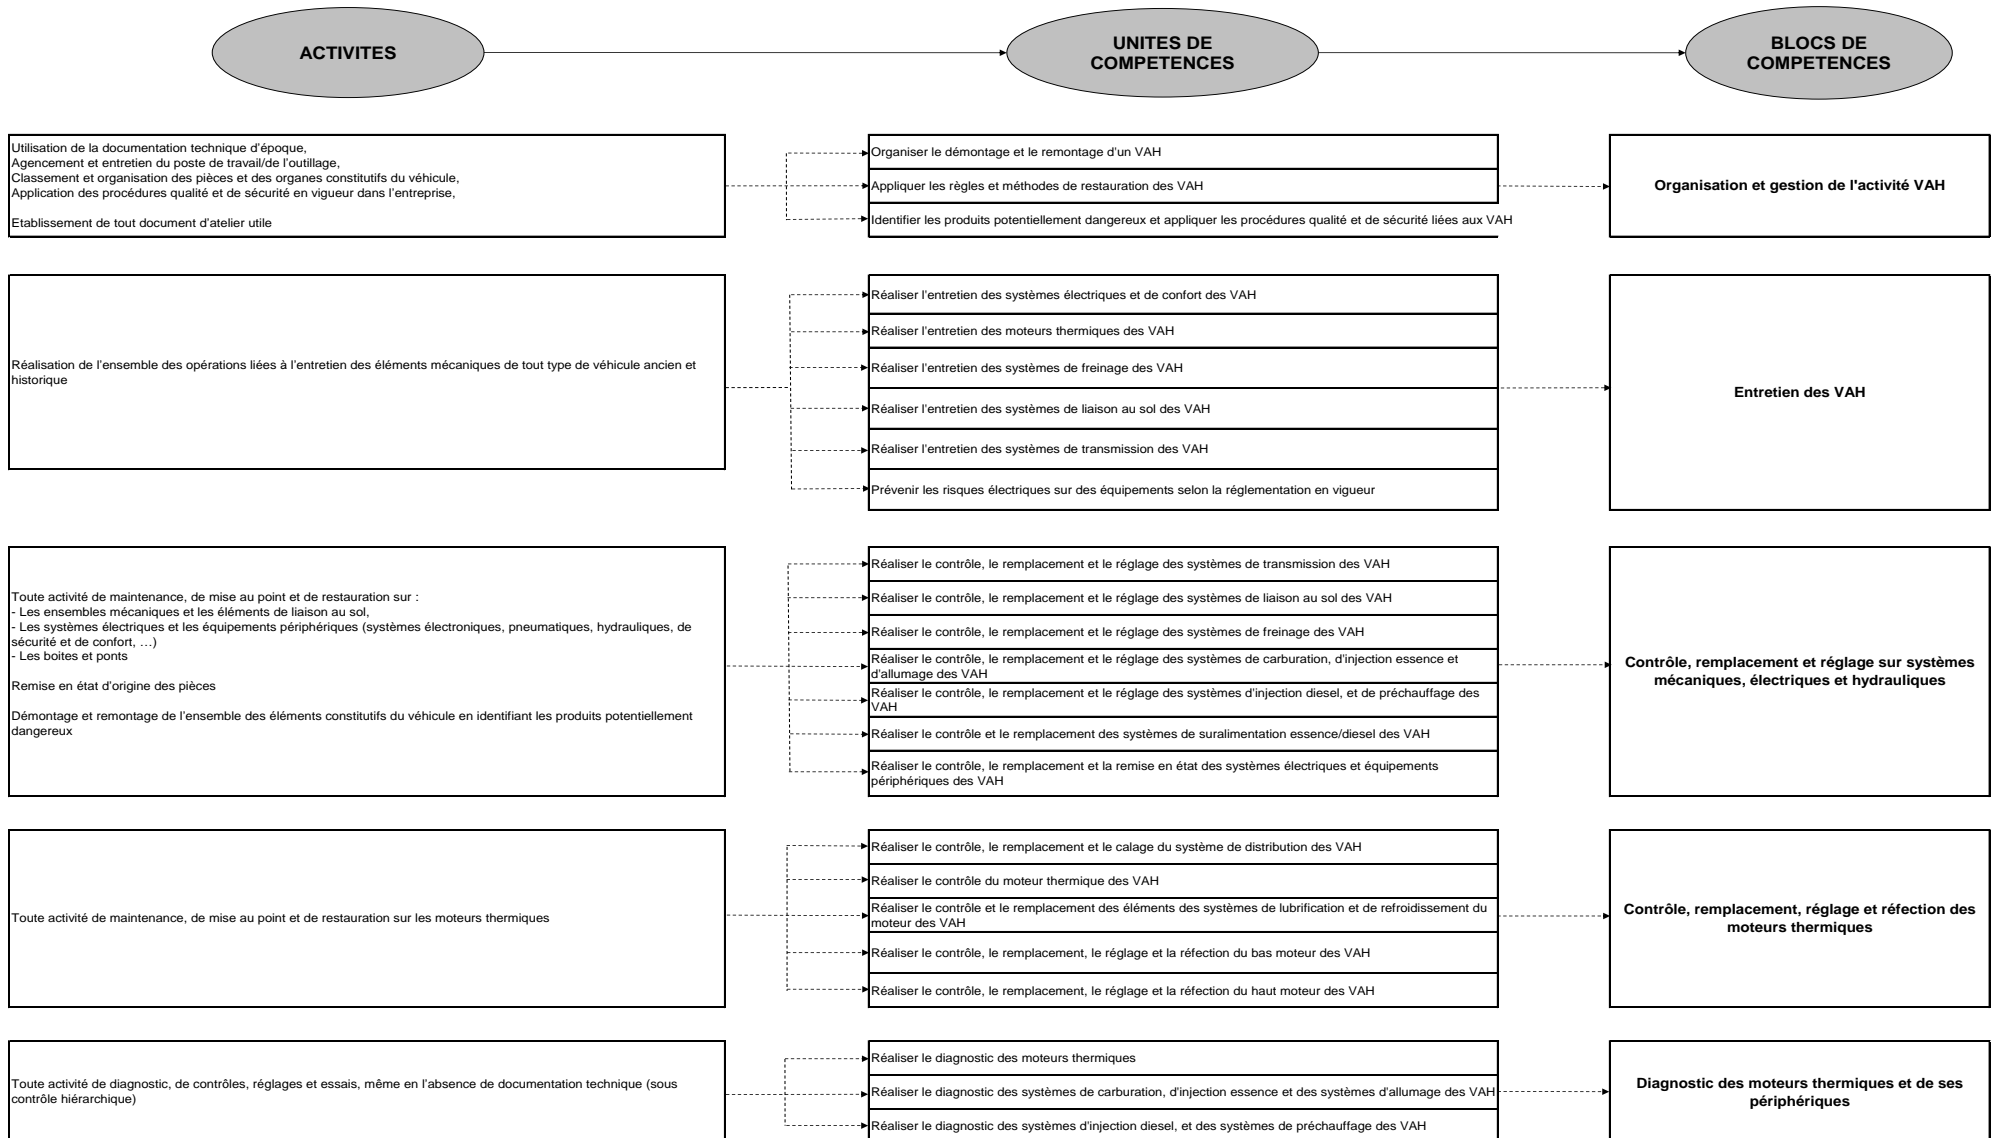 ACTIVITES
UNITES DE
COMPETENCES
BLOCS DE
COMPETENCES
Utilisation de la documentation technique d'époque,
Agencement et entretien du poste de travail/de l'outillage,
Classement et organisation des pièces et des organes constitutifs du véhicule,
Application des procédures qualité et de sécurité en vigueur dans l'entreprise,
Etablissement de tout document d'atelier utile
Organiser le démontage et le remontage d'un VAH
Appliquer les règles et méthodes de restauration des VAH
Identifier les produits potentiellement dangereux et appliquer les procédures qualité et de sécurité liées aux VAH
Organisation et gestion de l'activité VAH
Réalisation de l'ensemble des opérations liées à l'entretien des éléments mécaniques de tout type de véhicule ancien et
historique
Réaliser l'entretien des systèmes électriques et de confort des VAH
Réaliser l'entretien des moteurs thermiques des VAH
Réaliser l'entretien des systèmes de freinage des VAH
Réaliser l'entretien des systèmes de liaison au sol des VAH
Réaliser l'entretien des systèmes de transmission des VAH
Prévenir les risques électriques sur des équipements selon la réglementation en vigueur
Entretien des VAH
Toute activité de maintenance, de mise au point et de restauration sur :
- Les ensembles mécaniques et les éléments de liaison au sol,
- Les systèmes électriques et les équipements périphériques (systèmes électroniques, pneumatiques, hydrauliques, de
sécurité et de confort, …)
- Les boites et ponts
Remise en état d'origine des pièces
Démontage et remontage de l'ensemble des éléments constitutifs du véhicule en identifiant les produits potentiellement
dangereux
Réaliser le contrôle, le remplacement et le réglage des systèmes de transmission des VAH
Réaliser le contrôle, le remplacement et le réglage des systèmes de liaison au sol des VAH
Réaliser le contrôle, le remplacement et le réglage des systèmes de freinage des VAH
Réaliser le contrôle, le remplacement et le réglage des systèmes de carburation, d'injection essence et
d'allumage des VAH
Réaliser le contrôle, le remplacement et le réglage des systèmes d'injection diesel, et de préchauffage des
VAH
Réaliser le contrôle et le remplacement des systèmes de suralimentation essence/diesel des VAH
Réaliser le contrôle, le remplacement et la remise en état des systèmes électriques et équipements
périphériques des VAH
Contrôle, remplacement et réglage sur systèmes
mécaniques, électriques et hydrauliques
Toute activité de maintenance, de mise au point et de restauration sur les moteurs thermiques
Réaliser le contrôle, le remplacement et le calage du système de distribution des VAH
Réaliser le contrôle du moteur thermique des VAH
Réaliser le contrôle et le remplacement des éléments des systèmes de lubrification et de refroidissement du
moteur des VAH
Réaliser le contrôle, le remplacement, le réglage et la réfection du bas moteur des VAH
Réaliser le contrôle, le remplacement, le réglage et la réfection du haut moteur des VAH
Contrôle, remplacement, réglage et réfection des
moteurs thermiques
Toute activité de diagnostic, de contrôles, réglages et essais, même en l'absence de documentation technique (sous
contrôle hiérarchique)
Réaliser le diagnostic des moteurs thermiques
Réaliser le diagnostic des systèmes de carburation, d'injection essence et des systèmes d'allumage des VAH
Réaliser le diagnostic des systèmes d'injection diesel, et des systèmes de préchauffage des VAH
Diagnostic des moteurs thermiques et de ses
périphériques